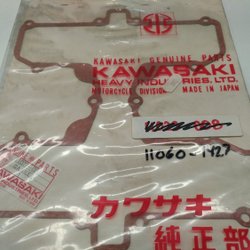 KAWASAKI GENUINE PARTS
KAWASAKI
HEAVY INDUSTRIES, LTD.
MOTORCYCLE DIVISION MADE IN JAPAN
11060-1427
KAWASAKI
カワサキ
純正部